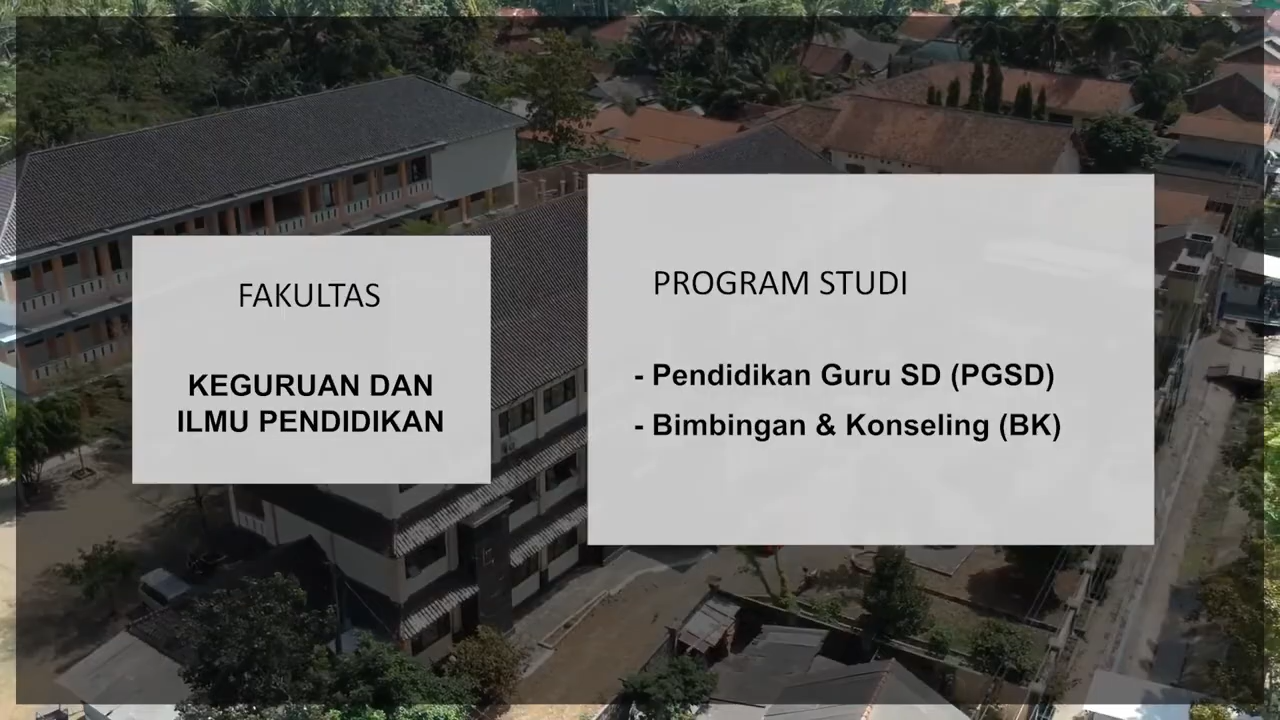 FAKULTAS
KEGURUAN DAN
ILMU PENDIDIKAN
PROGRAM STUDI
- Pendidikan Guru SD (PGSD)
- Bimbingan & Konseling (BK)